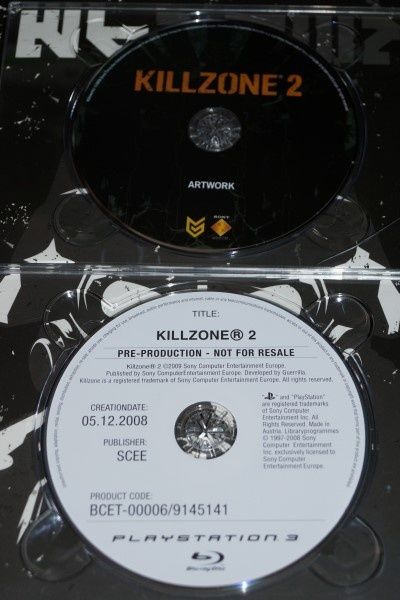 KILLZONE® 2
ARTWORK
SONY
TITLE:
KILLZONE® 2
PRE-PRODUCTION - NOT FOR RESALE
Killzone® 2 ©2009 Sony Computer Entertainment Europe.
Published by Sony ComputerEntertainment Europe. Developed by Guerrilla.
Killzone is a registered trademark of Sony Computer Entertainment Europe. All rights reserved.
CREATIONDATE:
05.12.2008
PUBLISHER:
SCEE
PRODUCT CODE:
BCET-00006/9145141
" " and "PlayStation"
are registered trademarks
of Sony Computer
Entertainment Inc. All
Rights Reserved. Made in
Austria. Libraryprogrammes
© 1997-2008 Sony
Computer Entertainment
Inc. exclusively licensed to
Sony Computer
Entertainment Europe.
PLAYSTATION 3
Blu-ray Disc